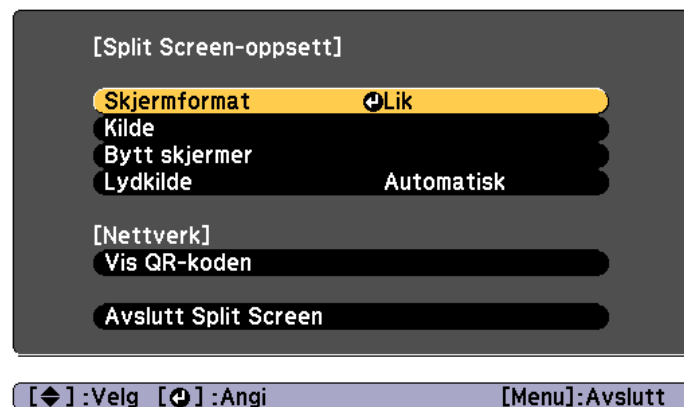 [Split Screen-oppsett]
Skjermformat Lik
Kilde
Bytt skjermer
Lydkilde Automatisk
[Nettverk]
Vis QR-koden
Avslutt Split Screen
[ ] :Velg [ ] :Angi [Menu]:Avslutt